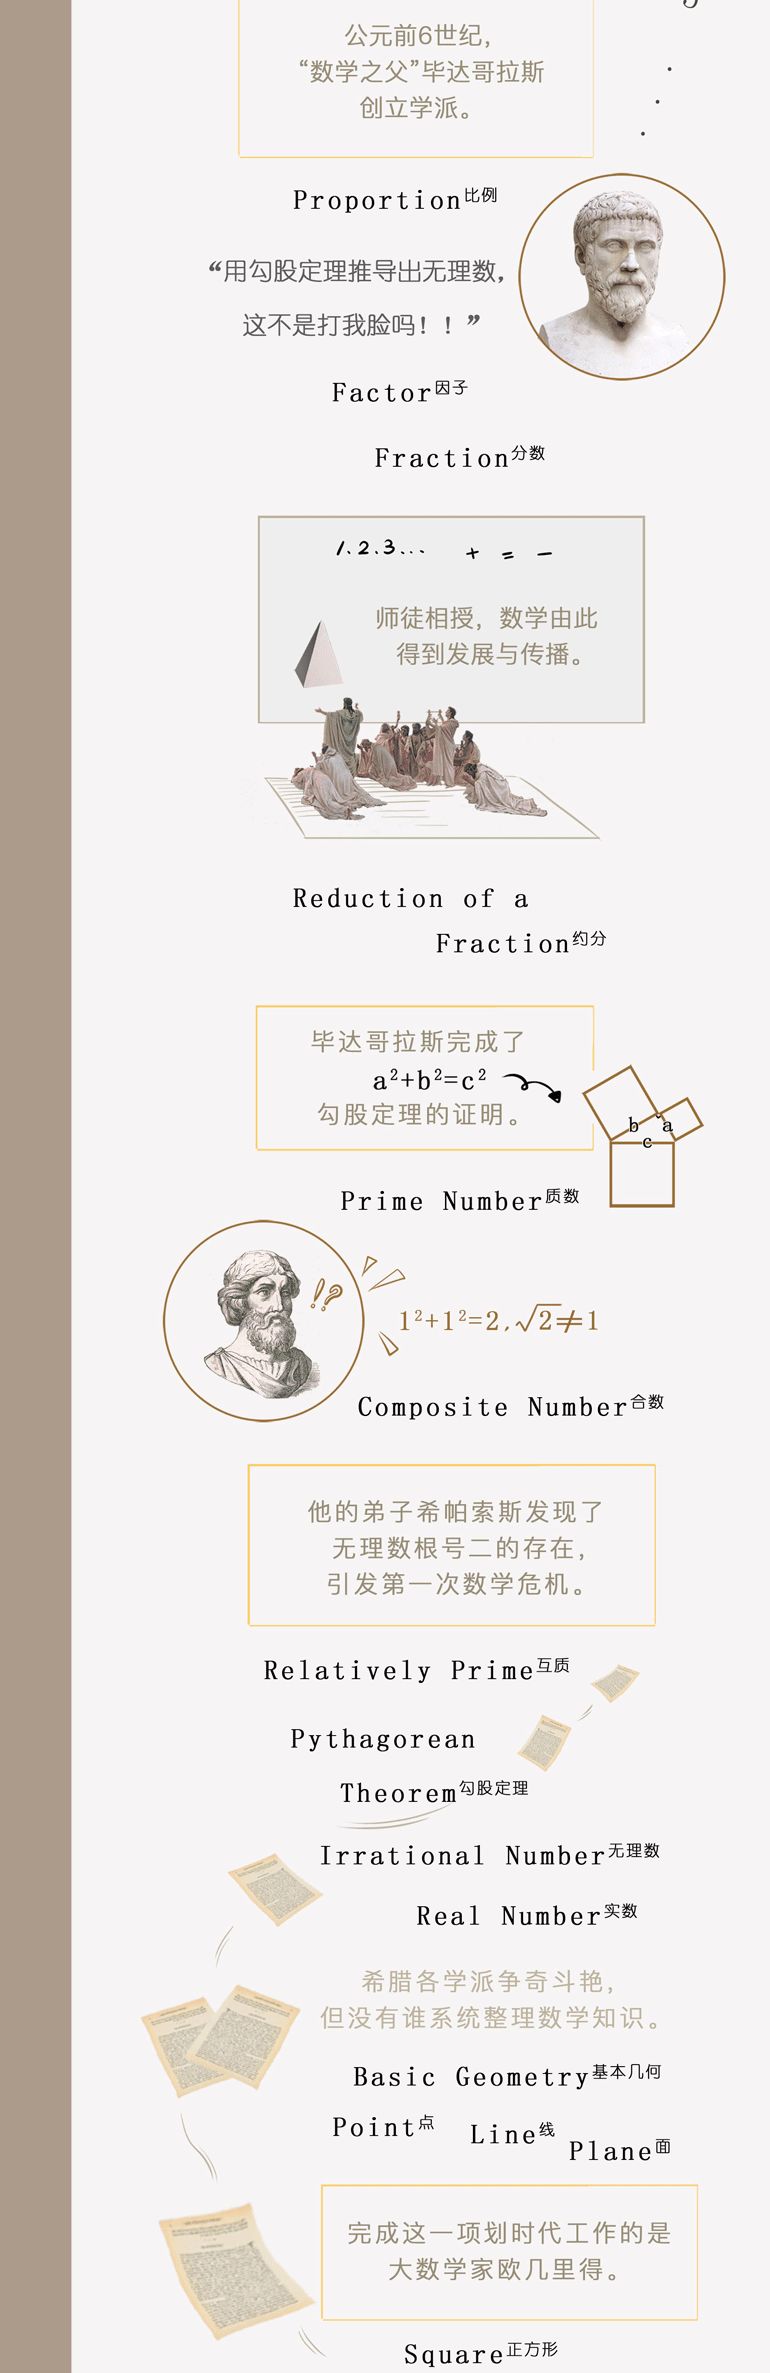 公元前6世纪，
“数学之父”毕达哥拉斯
创立学派。
Proportion比例
“用勾股定理推导出无理数，
这不是打我脸吗！！”
Factor因子
Fraction分数
1.2.3... + = −
师徒相授，数学由此
得到发展与传播。
Reduction of a
Fraction约分
毕达哥拉斯完成了
a²+b²=c²
勾股定理的证明。
b a
c
Prime Number质数
!?
1²+1²=2,√2≠1
Composite Number合数
他的弟子希帕索斯发现了
无理数根号二的存在，
引发第一次数学危机。
Relatively Prime互质
Pythagorean
Theorem勾股定理
Irrational Number无理数
Real Number实数
希腊各学派争奇斗艳，
但没有谁系统整理数学知识。
Basic Geometry基本几何
Point点 Line线 Plane面
完成这一项划时代工作的是
大数学家欧几里得。
Square正方形